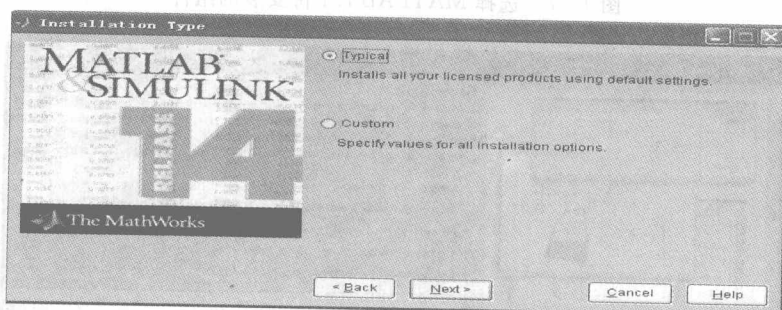 Installation Type
MATLAB
&SIMULINK
RELEASE
14
The MathWorks
Typical
Installs all your licensed products using default settings.
Custom
Specify values for all installation options.
< Back
Next >
Cancel
Help